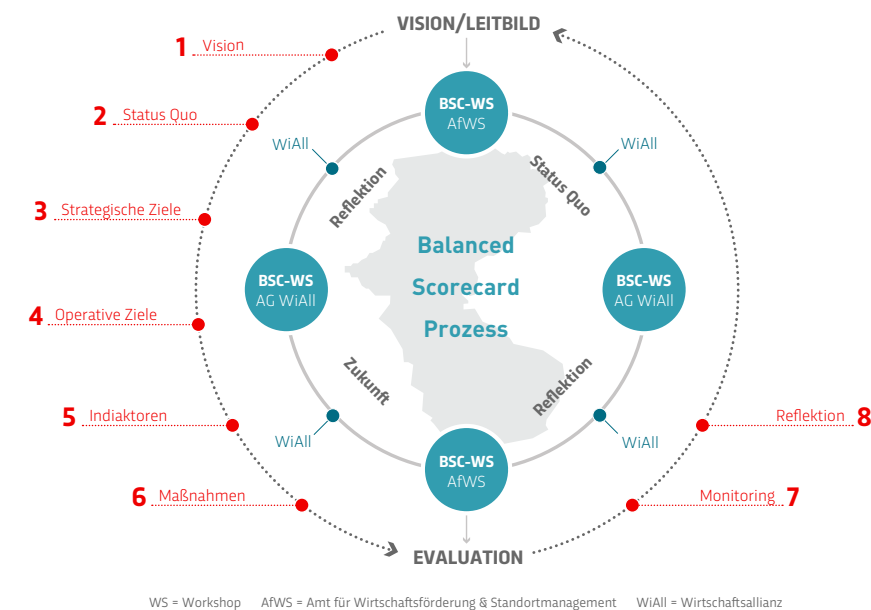 VISION/LEITBILD
1 Vision
2 Status Quo
3 Strategische Ziele
4 Operative Ziele
5 Indiaktoren
6 Maßnahmen
EVALUATION
Monitoring 7
Reflektion 8
BSC-WS
AfWS
WiAll
Status Quo
BSC-WS
AG WiAll
Reflektion
WiAll
BSC-WS
AfWS
WiAll
Zukunft
BSC-WS
AG WiAll
Reflektion
WiAll
Balanced
Scorecard
Prozess
WS = Workshop AfWS = Amt für Wirtschaftsförderung & Standortmanagement WiAll = Wirtschaftsallianz